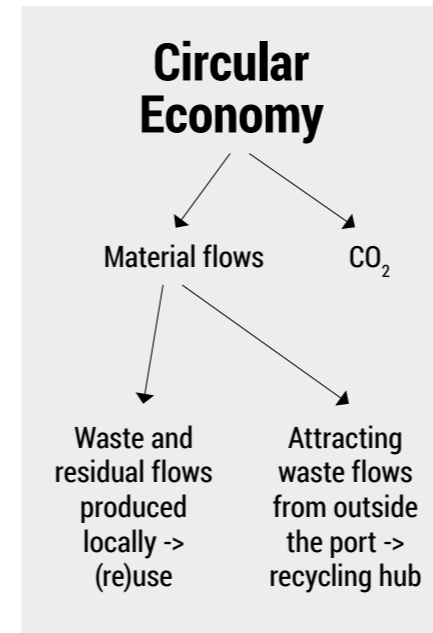 Circular
Economy
Material flows
CO₂
Waste and
residual flows
produced
locally ->
(re)use
Attracting
waste flows
from outside
the port ->
recycling hub